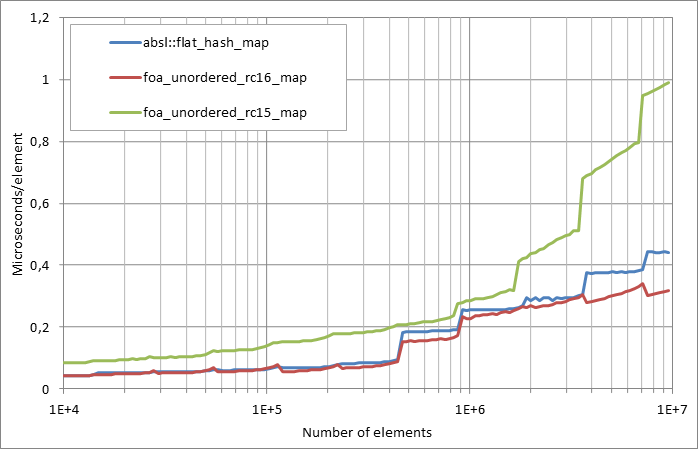 1,2
1
0,8
0,6
0,4
0,2
0
Microseconds/element
absl::flat_hash_map
foa_unordered_rc16_map
foa_unordered_rc15_map
1E+4 1E+5 1E+6 1E+7
Number of elements